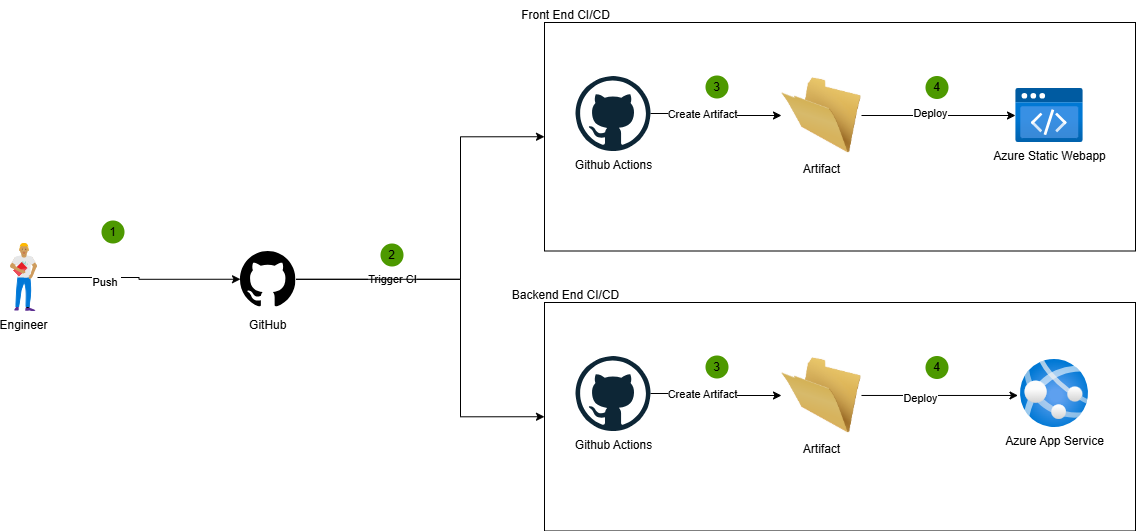 Front End CI/CD
3
4
Create Artifact
Deploy
Github Actions
Artifact
Azure Static Webapp
1
2
Push
Trigger CI
Engineer
GitHub
Backend End CI/CD
3
4
Create Artifact
Deploy
Github Actions
Artifact
Azure App Service